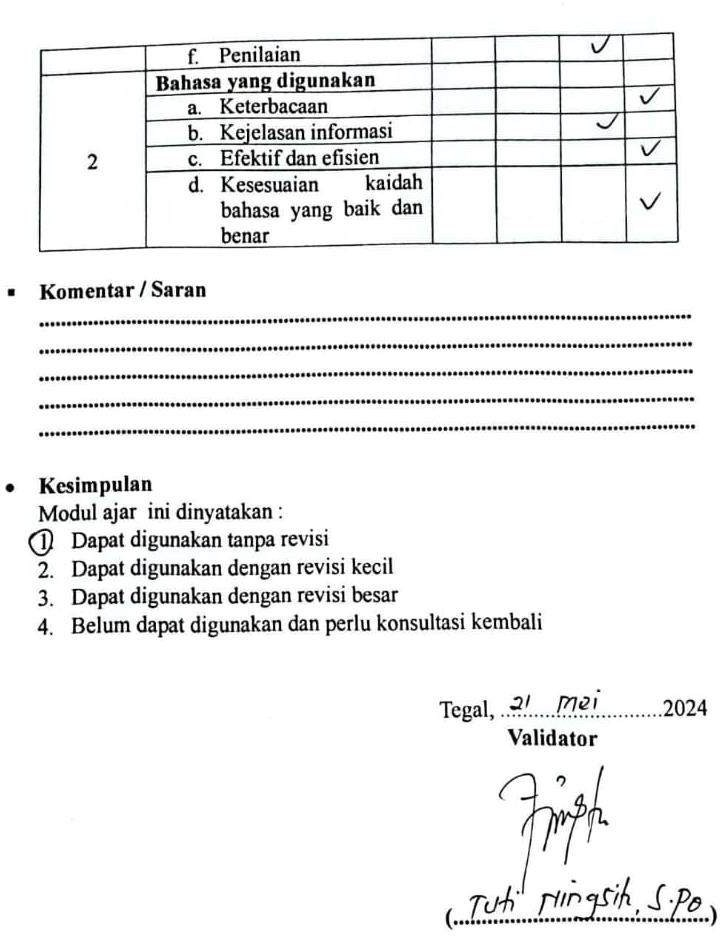 f. Penilaian ✓
Bahasa yang digunakan
a. Keterbacaan ✓
b. Kejelasan informasi ✓
2 c. Efektif dan efisien ✓
d. Kesesuaian kaidah
bahasa yang baik dan ✓
benar
▪ Komentar / Saran
• Kesimpulan
Modul ajar ini dinyatakan :
1. Dapat digunakan tanpa revisi
2. Dapat digunakan dengan revisi kecil
3. Dapat digunakan dengan revisi besar
4. Belum dapat digunakan dan perlu konsultasi kembali
Tegal, 21 Mei 2024
Validator
(Tuti Ningsih, S.Pd)